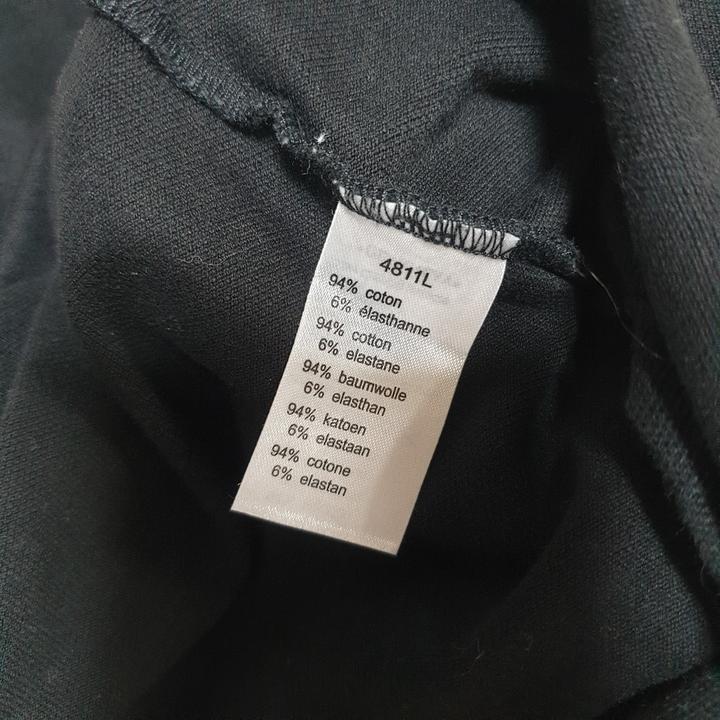 4811L
94% coton
6% élasthanne
94% cotton
6% elastane
94% baumwolle
6% elasthan
94% katoen
6% elastaan
94% cotone
6% elastan